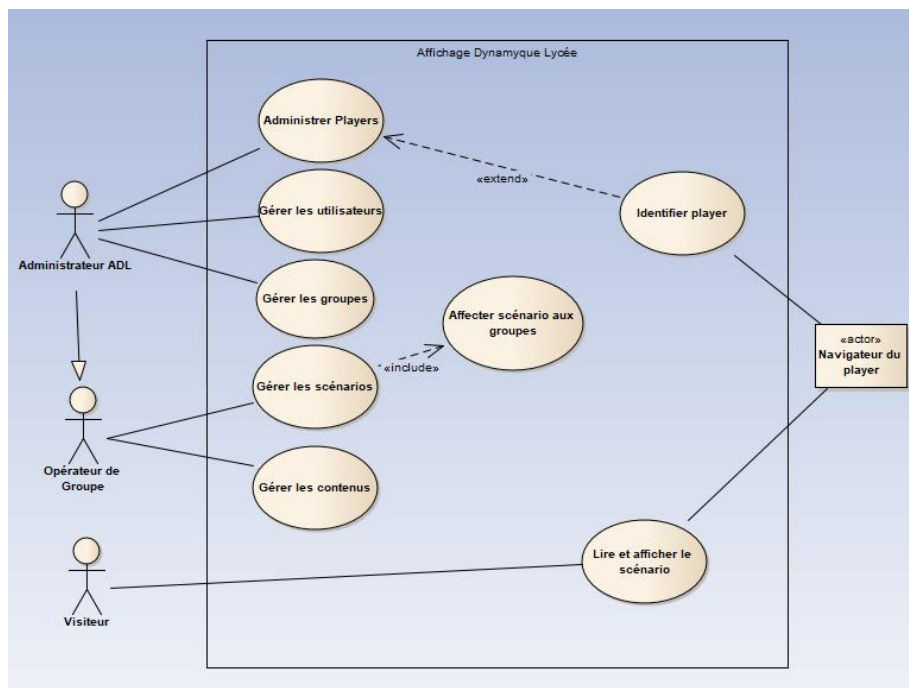 Affichage Dynamyque Lycée
Administrer Players
«extend»
Gérer les utilisateurs
Identifier player
Administrateur ADL
Gérer les groupes
Affecter scénario aux
groupes
«actor»
Navigateur du
player
«include»
Gérer les scénarios
Opérateur de
Groupe
Gérer les contenus
Lire et afficher le
scénario
Visiteur